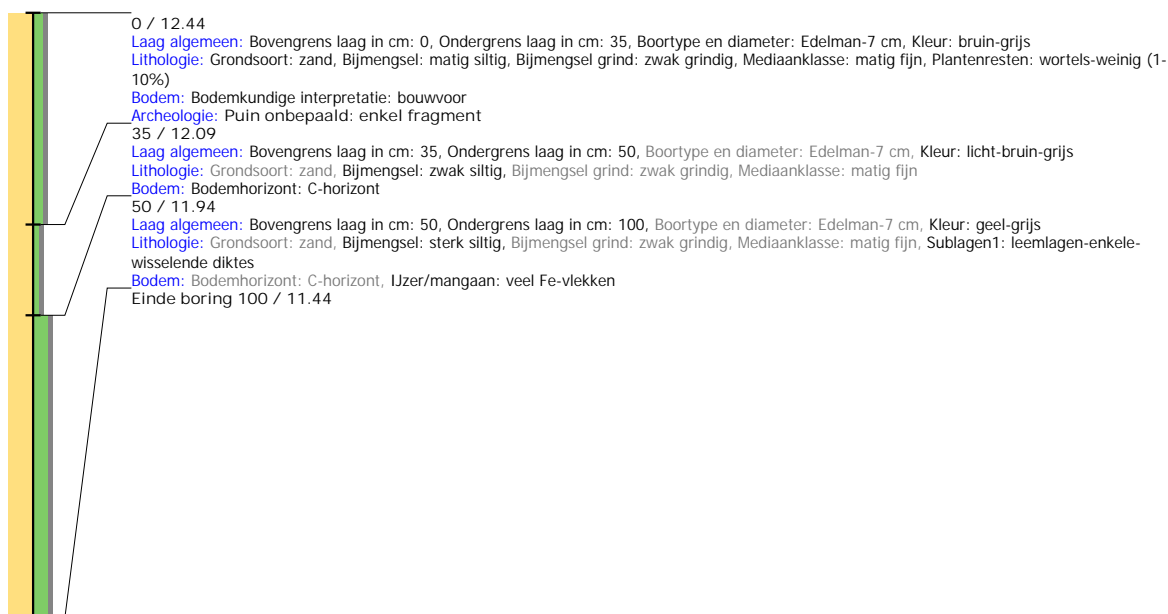 0 / 12.44
Laag algemeen: Bovengrens laag in cm: 0, Ondergrens laag in cm: 35, Boortype en diameter: Edelman-7 cm, Kleur: bruin-grijs
Lithologie: Grondsoort: zand, Bijmengsel: matig siltig, Bijmengsel grind: zwak grindig, Mediaanklasse: matig fijn, Plantenresten: wortels-weinig (1-
10%)
Bodem: Bodemkundige interpretatie: bouwvoor
Archeologie: Puin onbepaald: enkel fragment
35 / 12.09
Laag algemeen: Bovengrens laag in cm: 35, Ondergrens laag in cm: 50, Boortype en diameter: Edelman-7 cm, Kleur: licht-bruin-grijs
Lithologie: Grondsoort: zand, Bijmengsel: zwak siltig, Bijmengsel grind: zwak grindig, Mediaanklasse: matig fijn
Bodem: Bodemhorizont: C-horizont
50 / 11.94
Laag algemeen: Bovengrens laag in cm: 50, Ondergrens laag in cm: 100, Boortype en diameter: Edelman-7 cm, Kleur: geel-grijs
Lithologie: Grondsoort: zand, Bijmengsel: sterk siltig, Bijmengsel grind: zwak grindig, Mediaanklasse: matig fijn, Sublagen1: leemlagen-enkele-
wisselende diktes
Bodem: Bodemhorizont: C-horizont, IJzer/mangaan: veel Fe-vlekken
Einde boring 100 / 11.44